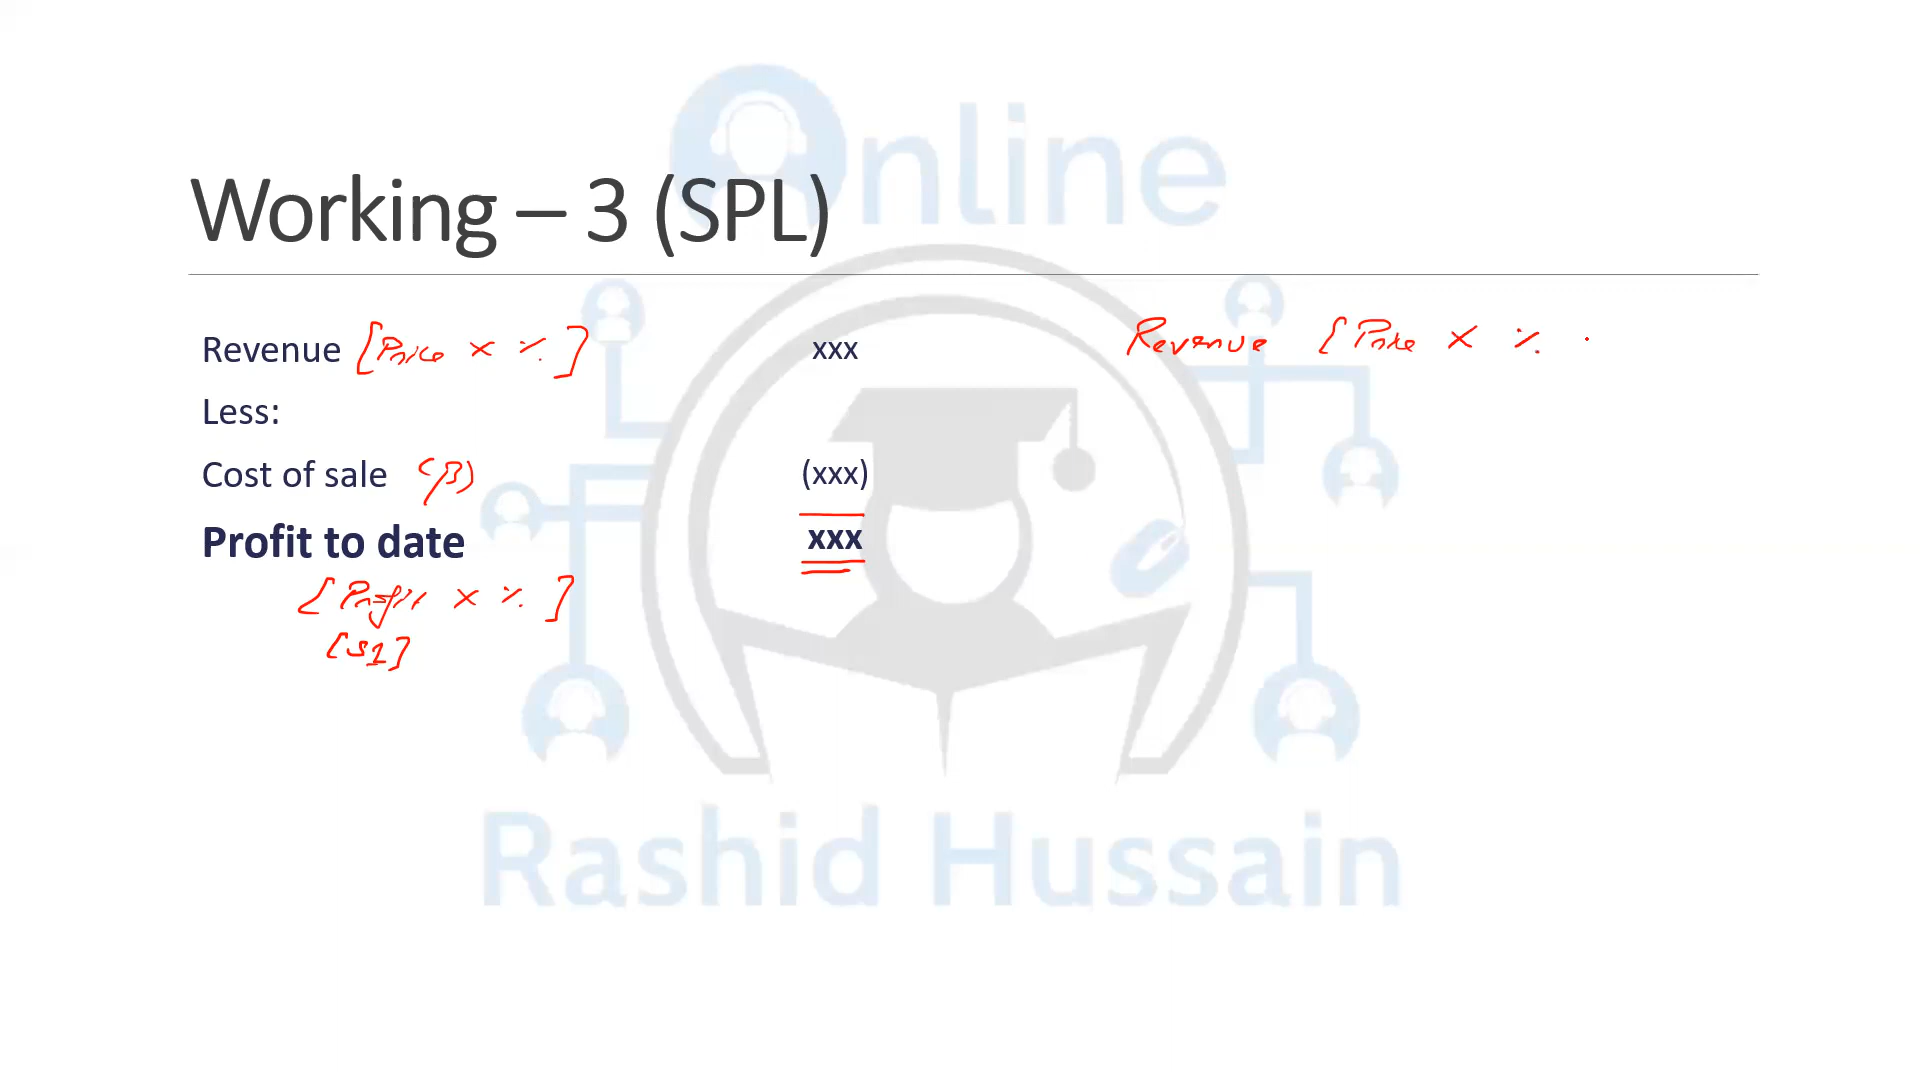 Online
Working – 3 (SPL)
Revenue [Price x %] xxx Revenue [Price x %
Less:
Cost of sale (β) (xxx)
Profit to date xxx
[Profit x %]
[S1]
Rashid Hussain